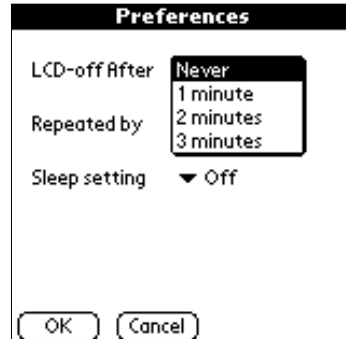 Preferences
LCD-off After
Never
1 minute
2 minutes
3 minutes
Repeated by
Sleep setting
Off
OK
Cancel